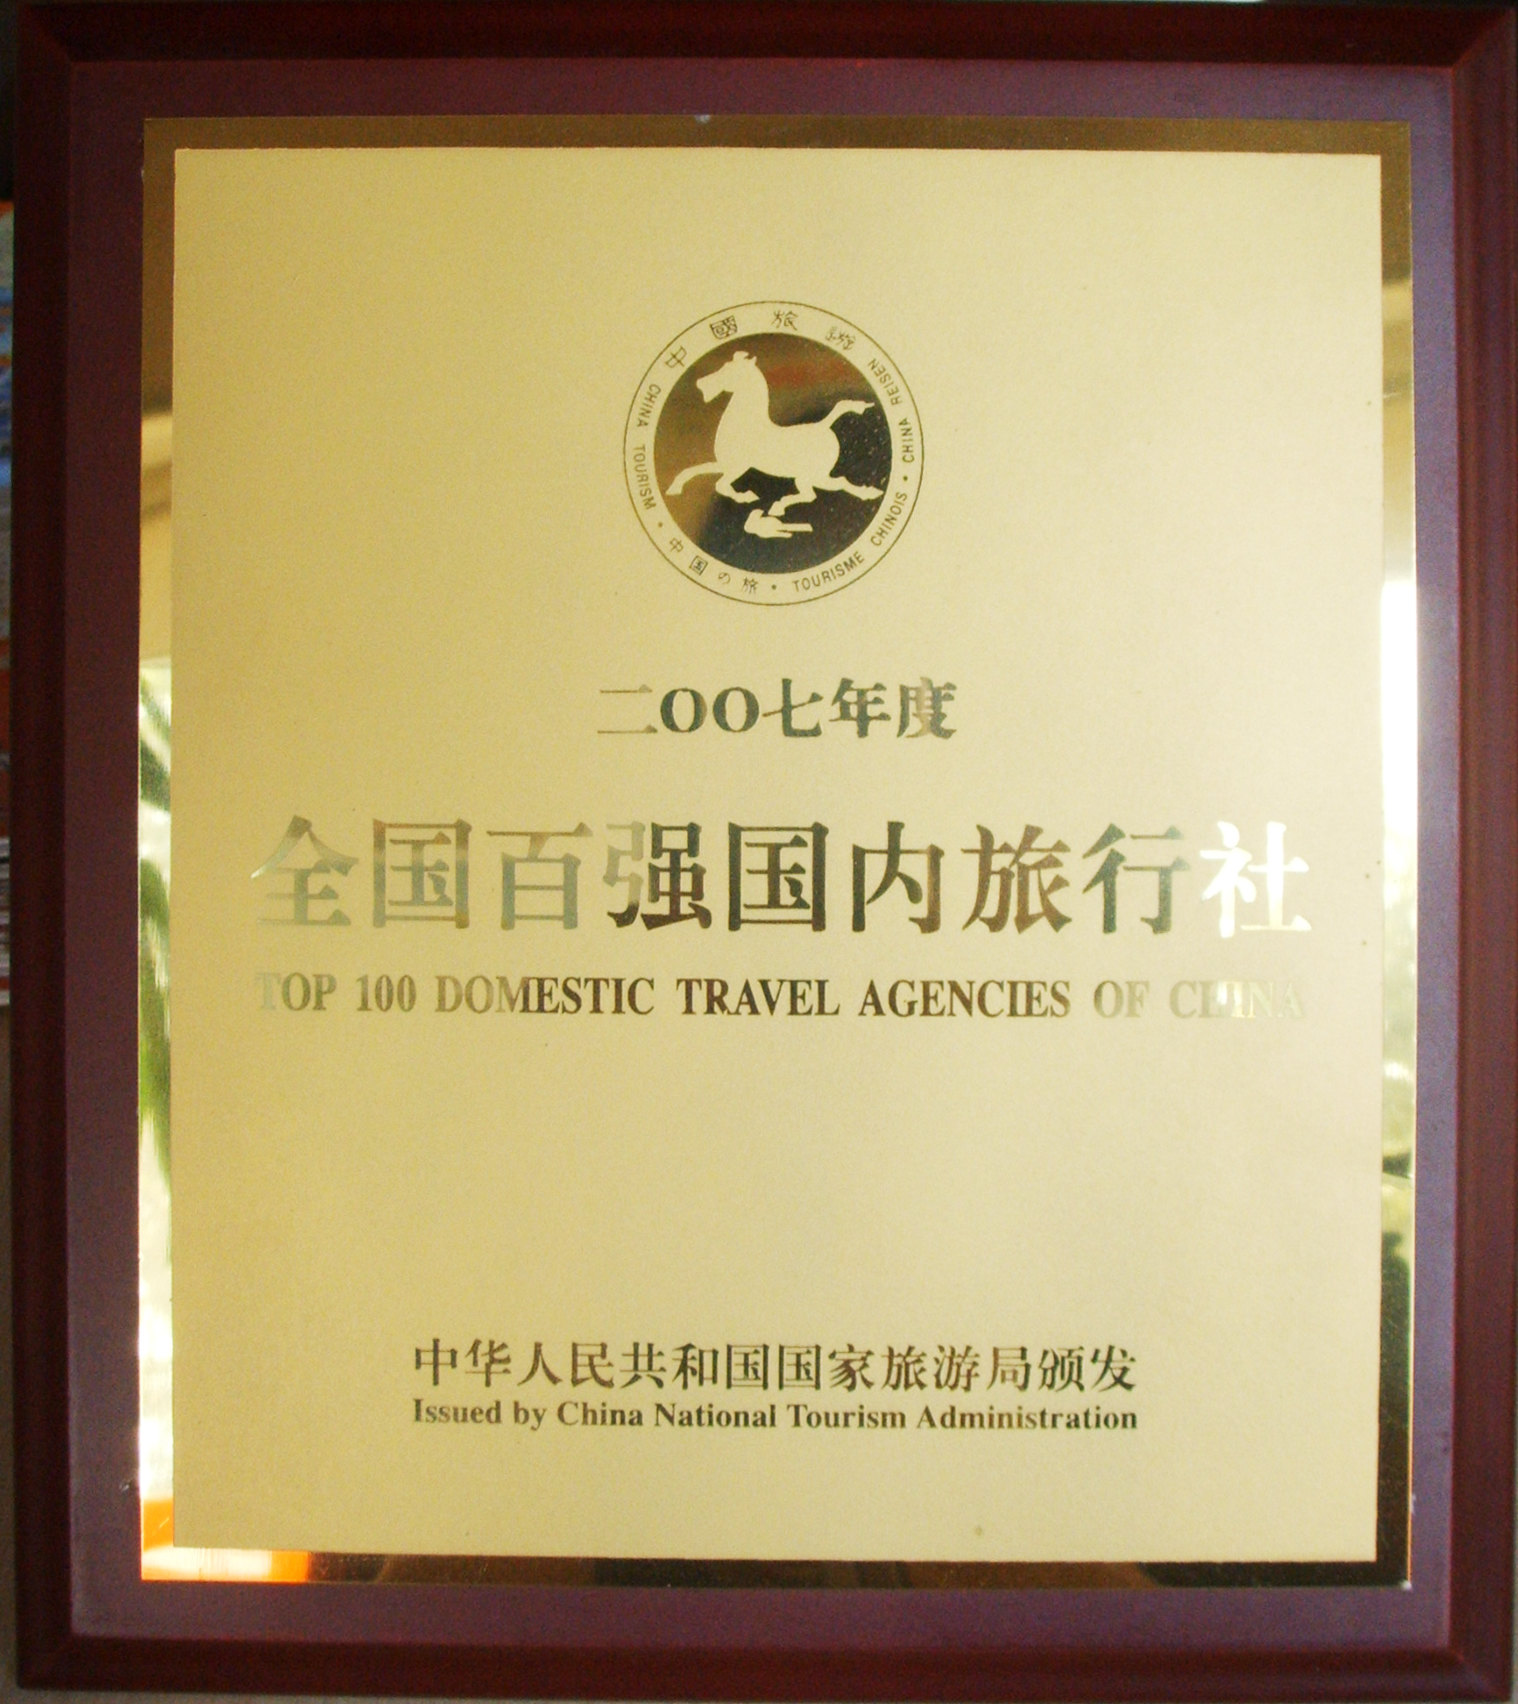 中國旅遊
CHINA TOURISM • 中国の旅 • TOURISME CHINOIS • CHINA REISEN
二OO七年度
全国百强国内旅行社
TOP 100 DOMESTIC TRAVEL AGENCIES OF CHINA
中华人民共和国国家旅游局颁发
Issued by China National Tourism Administration